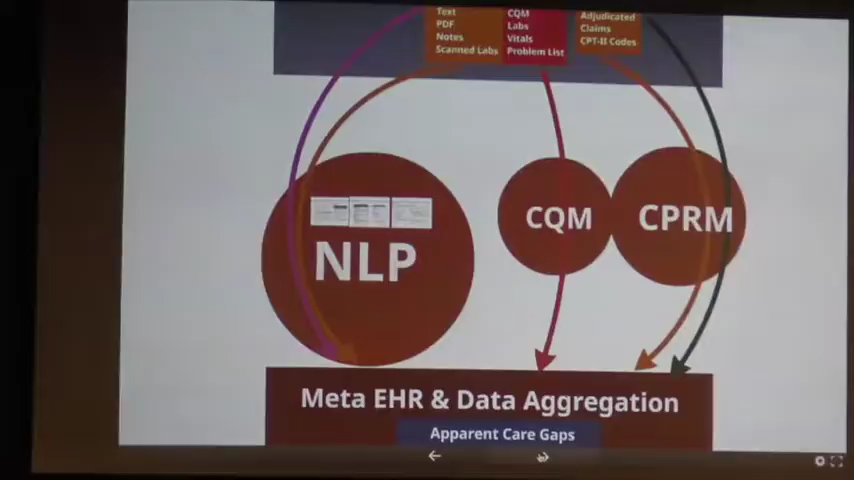 Text
PDF
Notes
Scanned Labs
CQM
Labs
Vitals
Problem List
Adjudicated
Claims
CPT-II Codes
NLP
CQM
CPRM
Meta EHR & Data Aggregation
Apparent Care Gaps